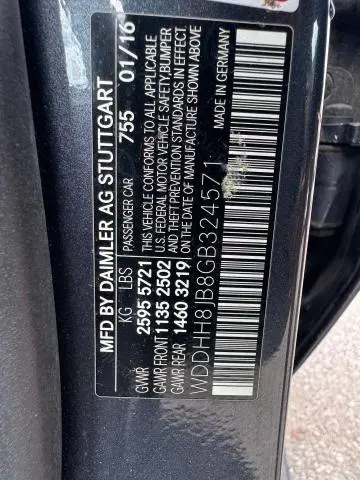 MFD BY DAIMLER AG STUTTGART
KG LBS PASSENGER CAR 755 01/16
GVWR 2595 5721 THIS VEHICLE CONFORMS TO ALL APPLICABLE
GAWR FRONT 1135 2502 U.S. FEDERAL MOTOR VEHICLE SAFETY,BUMPER
GAWR REAR 1460 3219 AND THEFT PREVENTION STANDARDS IN EFFECT
ON THE DATE OF MANUFACTURE SHOWN ABOVE
MADE IN GERMANY
WDDHH8JB8GB324571